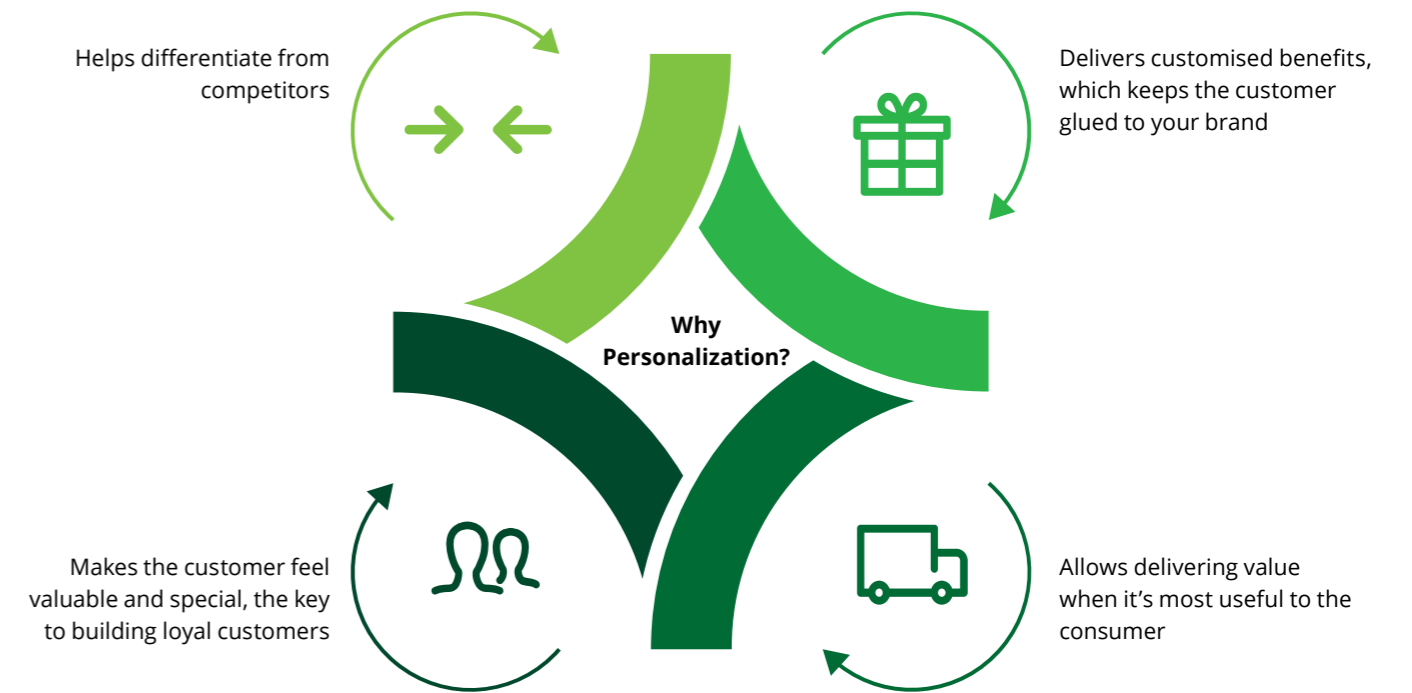 Helps differentiate from
competitors
Delivers customised benefits,
which keeps the customer
glued to your brand
Why
Personalization?
Makes the customer feel
valuable and special, the key
to building loyal customers
Allows delivering value
when it’s most useful to the
consumer